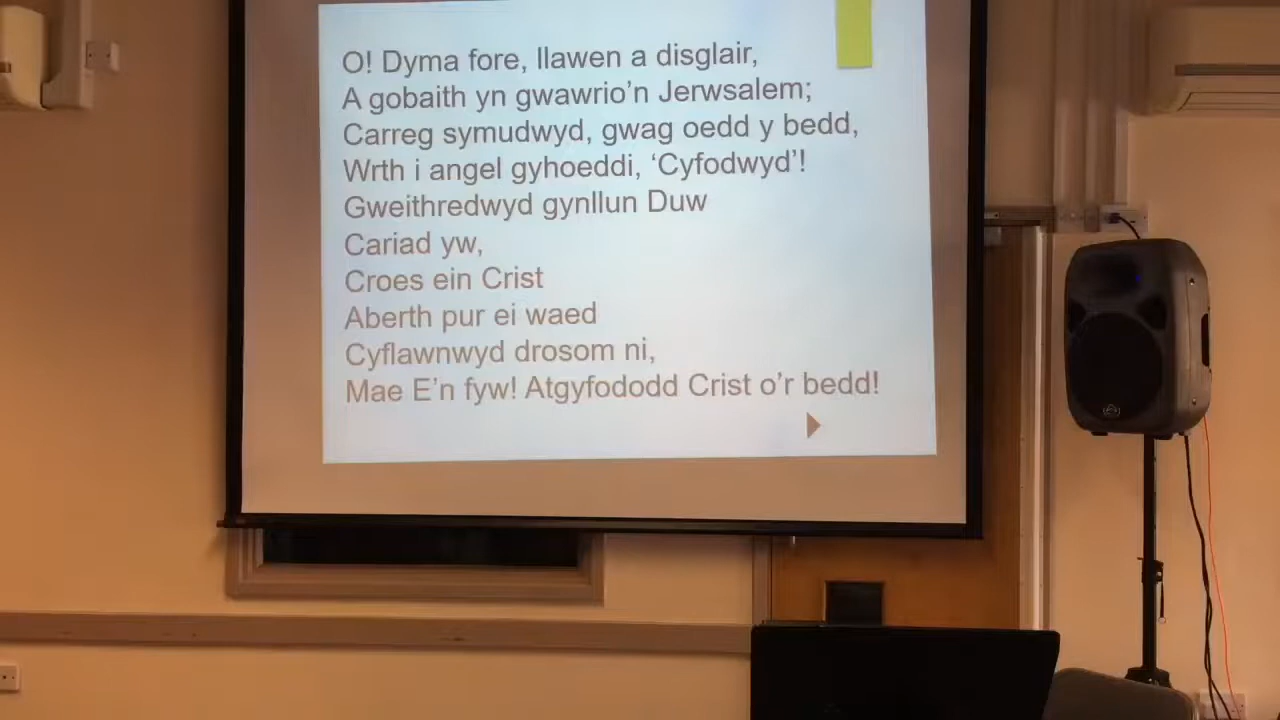 O! Dyma fore, llawen a disglair,
A gobaith yn gwawrio’n Jerwsalem;
Carreg symudwyd, gwag oedd y bedd,
Wrth i angel gyhoeddi, ‘Cyfodwyd’!
Gweithredwyd gynllun Duw
Cariad yw,
Croes ein Crist
Aberth pur ei waed
Cyflawnwyd drosom ni,
Mae E’n fyw! Atgyfododd Crist o’r bedd!